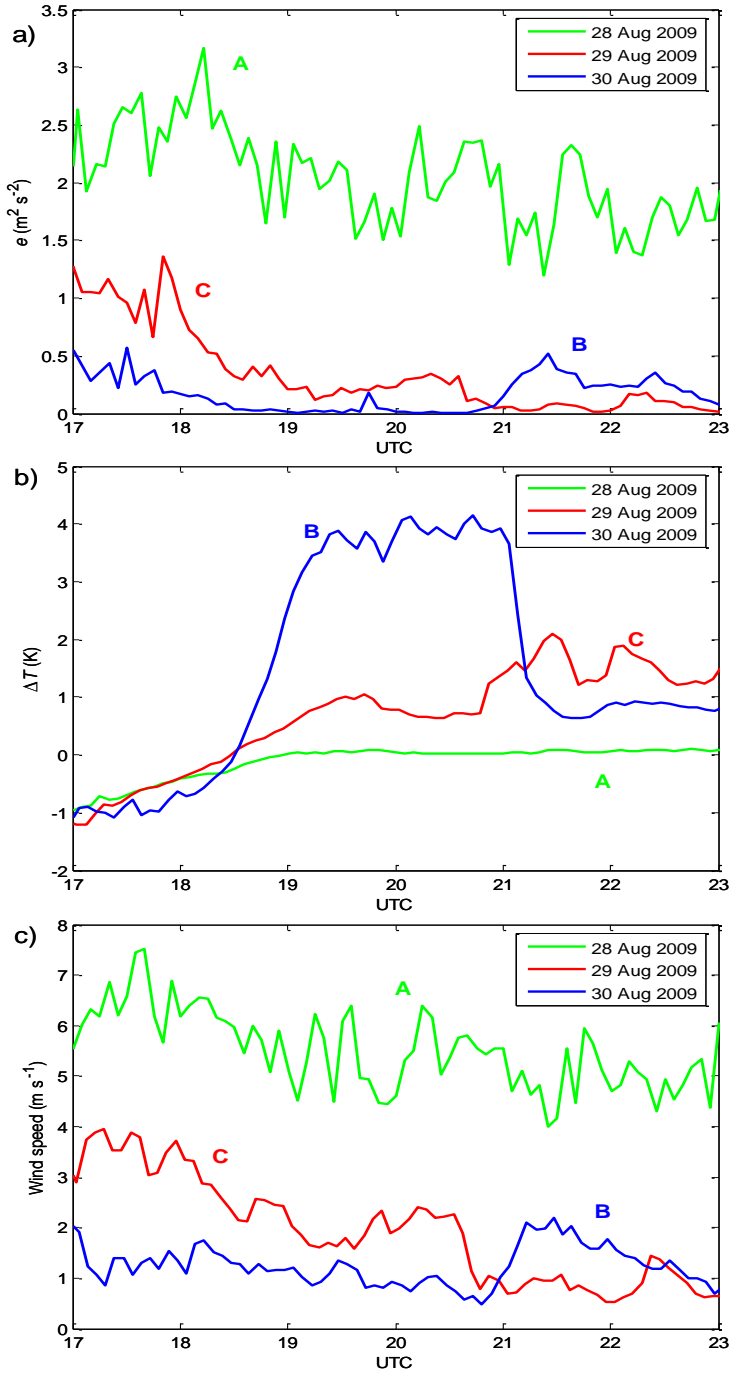 a)
3.5
3
2.5
2
1.5
1
0.5
0
e (m² s⁻²)
A
C
B
28 Aug 2009
29 Aug 2009
30 Aug 2009
17 18 19 20 21 22 23
UTC
b)
5
4
3
2
1
0
-1
-2
Δ T (K)
B
C
A
28 Aug 2009
29 Aug 2009
30 Aug 2009
17 18 19 20 21 22 23
UTC
c)
8
7
6
5
4
3
2
1
0
Wind speed (m s⁻¹)
A
C
B
28 Aug 2009
29 Aug 2009
30 Aug 2009
17 18 19 20 21 22 23
UTC